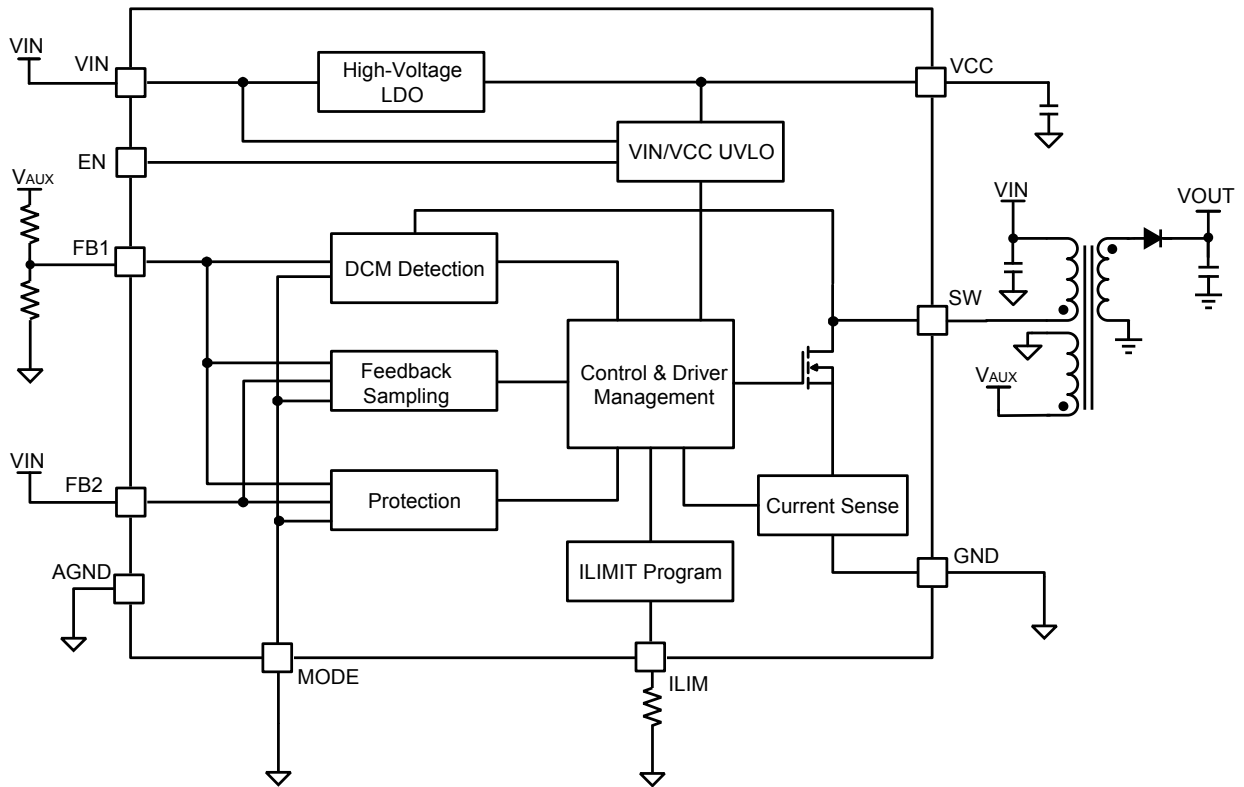 VIN
VIN
High-Voltage
LDO
VCC
EN
VIN/VCC UVLO
VAUX
VIN
VOUT
FB1
DCM Detection
SW
Feedback
Sampling
Control & Driver
Management
VAUX
VIN
FB2
Protection
Current Sense
AGND
ILIMIT Program
GND
MODE
ILIM